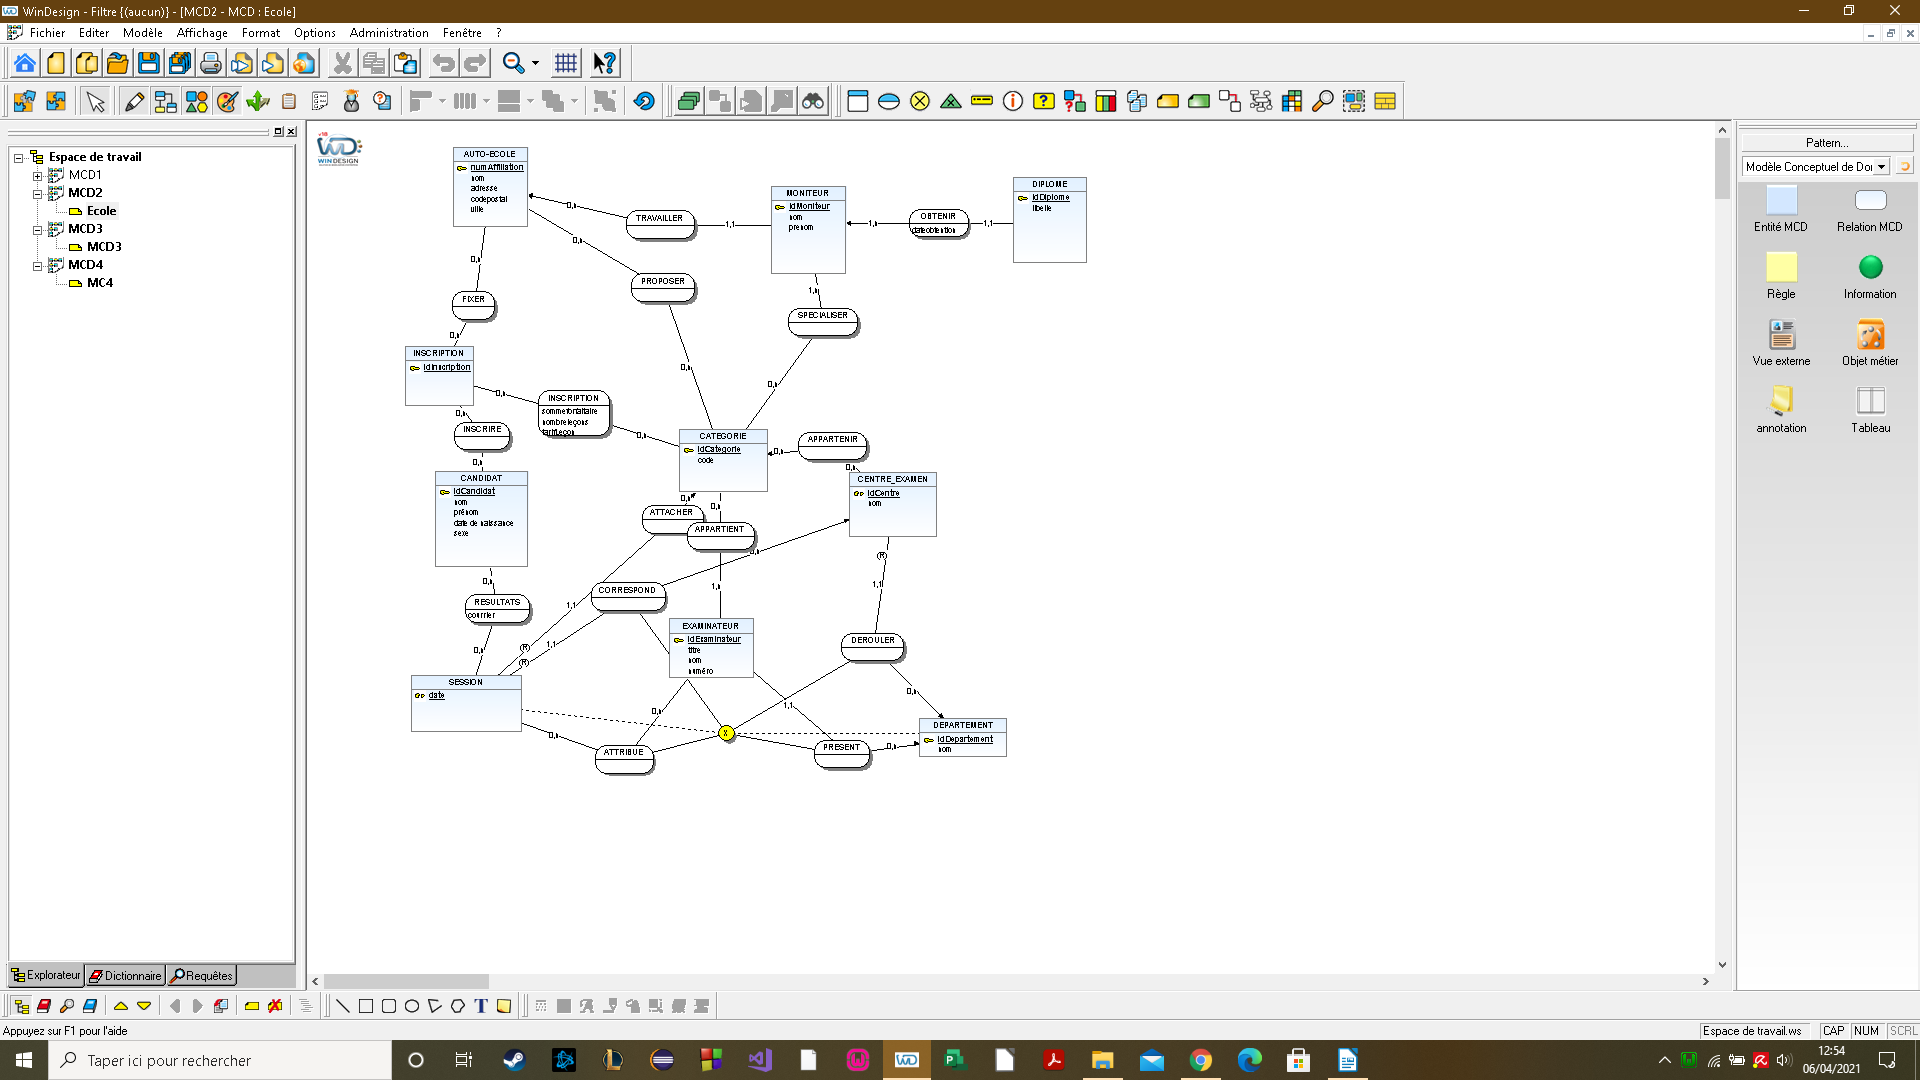 WinDesign - Filtre {(aucun)} - [MCD2 - MCD : Ecole]
Fichier Editer Modèle Affichage Format Options Administration Fenêtre ?
Espace de travail
MCD1
MCD2
Ecole
MCD3
MCD3
MCD4
MC4
Explorateur Dictionnaire Requêtes
WINDESIGN
AUTO-ECOLE
numAffiliation
nom
adresse
codepostal
ville
0,n
TRAVAILLER
1,1
MONITEUR
idMoniteur
nom
prenom
1,n
OBTENIR
dateobtention
1,1
DIPLOME
idDiplome
libelle
0,n
PROPOSER
0,n
0,n
FIXER
0,n
1,n
SPECIALISER
0,n
INSCRIPTION
idInscription
0,n
INSCRIPTION
sommeforfaitaire
nombreleçons
tarifLeçon
0,n
0,n
INSCRIRE
0,n
CATEGORIE
idCategorie
code
0,n
APPARTENIR
0,n
CENTRE_EXAMEN
idCentre
nom
CANDIDAT
idCandidat
nom
prénom
date de naissance
sexe
0,n
ATTACHER
1,1
0,n
APPARTIENT
1,n
0,n
CORRESPOND
1,1
0,n
RESULTATS
courrier
0,n
EXAMINATEUR
idExaminateur
titre
nom
numéro
R
1,1
DEROULER
0,n
R
R
SESSION
date
0,n
ATTRIBUE
0,n
X
1,1
PRESENT
0,n
DEPARTEMENT
idDepartement
nom
Pattern...
Modèle Conceptuel de Doı
Entité MCD Relation MCD
Règle Information
Vue externe Objet métier
annotation Tableau
Appuyez sur F1 pour l'aide
Espace de travail.ws CAP NUM SCRL
Taper ici pour rechercher
12:54
06/04/2021